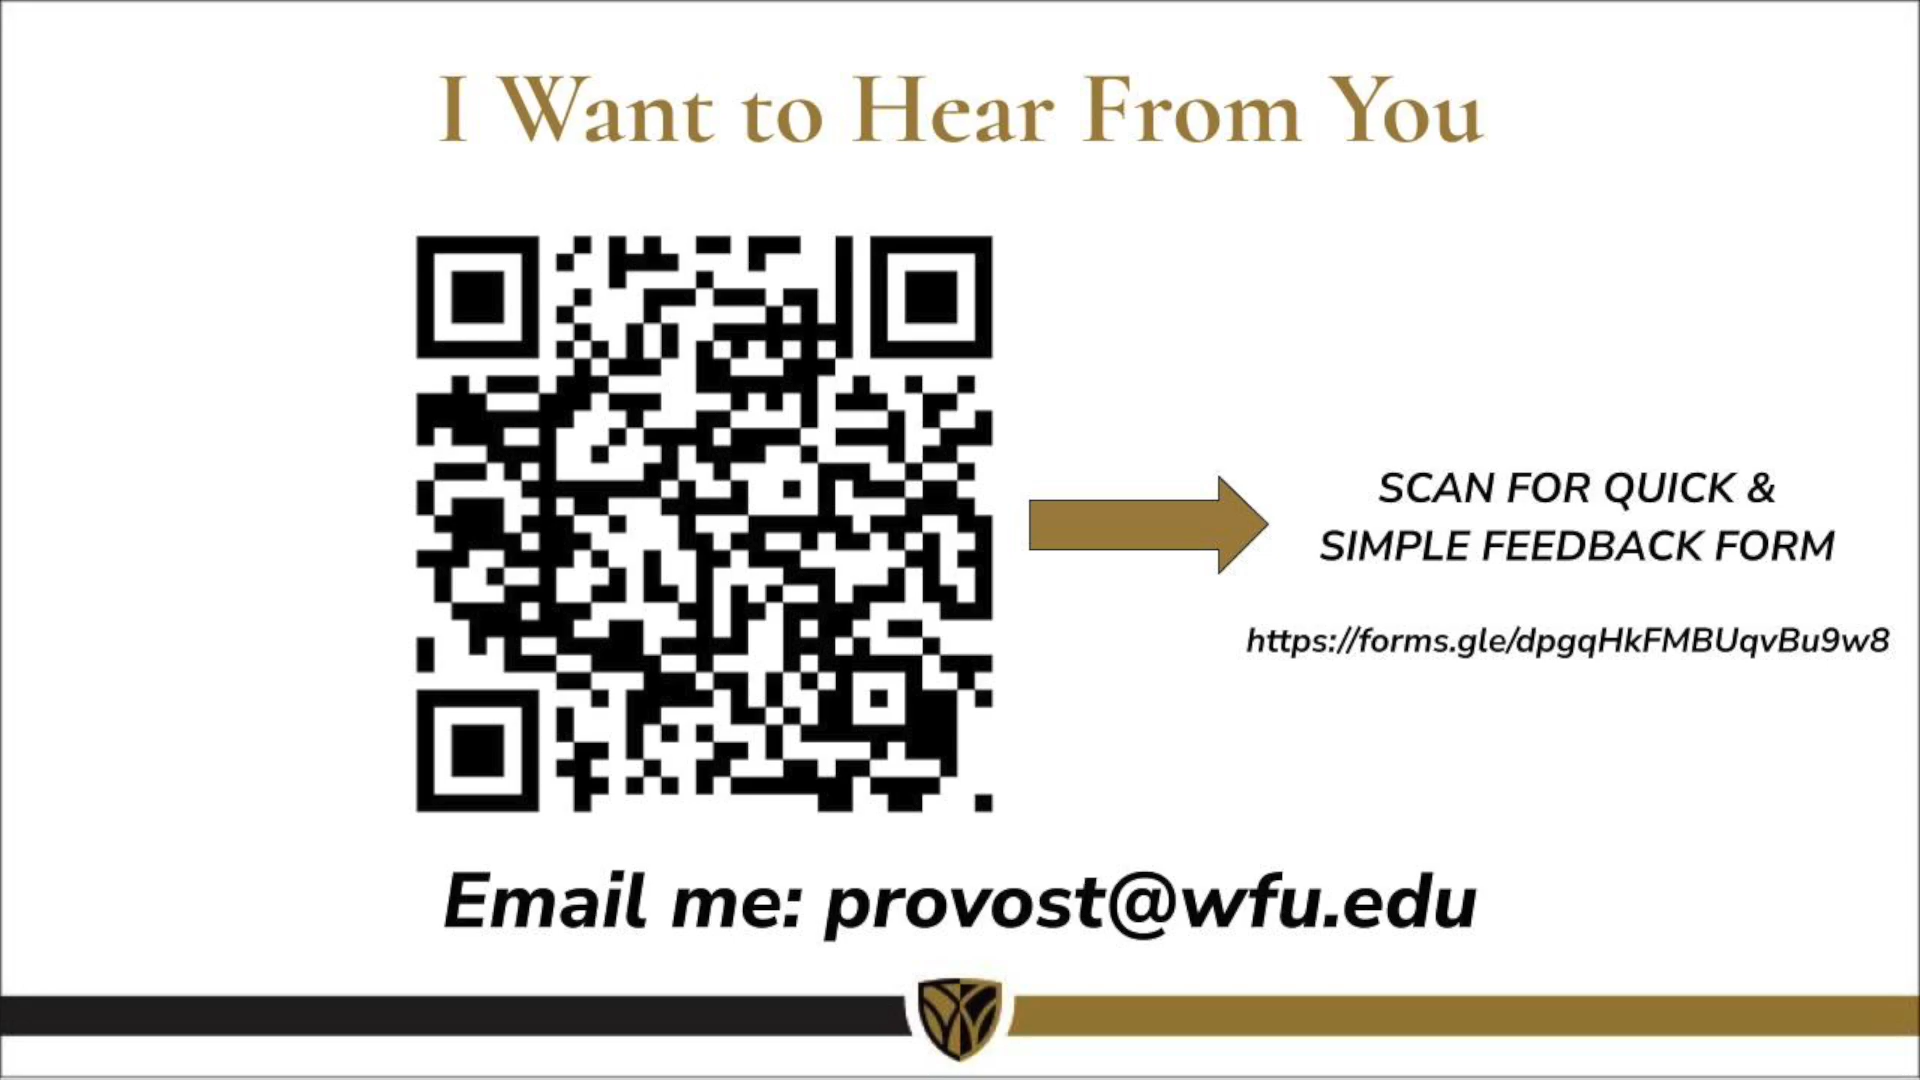 I Want to Hear From You
SCAN FOR QUICK &
SIMPLE FEEDBACK FORM
https://forms.gle/dpgqHkFMBUqvBu9w8
Email me: provost@wfu.edu